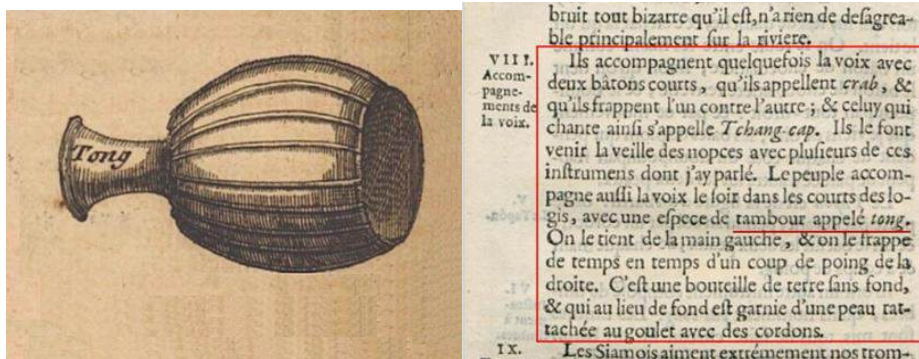 Tong
bruit tout bizarre qu'il est, n'a rien de desagrea-
ble principalement sur la riviere.
VIII.
Accom-
pagne-
ments de
la voix.
Ils accompagnent quelquefois la voix avec
deux bâtons courts, qu'ils appellent crab, &
qu'ils frappent l'un contre l'autre ; & celuy qui
chante ainsi s'appelle Tchang-cap. Ils le font
venir la veille des nopces avec plusieurs de ces
instrumens dont j'ay parlé. Le peuple accom-
pagne aussi la voix le soir dans les courts des lo-
gis, avec une espece de tambour appelé tong.
On le tient de la main gauche, & on le frappe
de temps en temps d'un coup de poing de la
droite. C'est une bouteille de terre sans fond,
& qui au lieu de fond est garnie d'une peau rat-
tachée au goulet avec des cordons.
IX.
Les Siamois aiment extrémement nos trom-